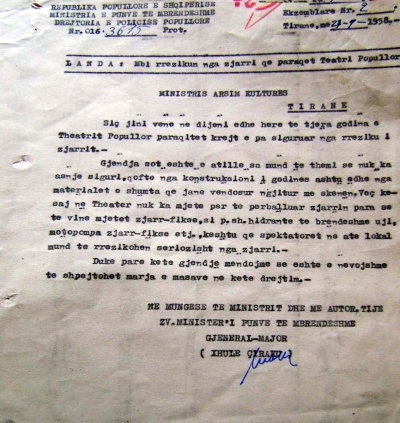 REPUBLIKA POPULLORE E SHQIPERISE
MINISTRIA E PUNVE TE MBRENDESHME
DREJTORIA E POLICISE POPULLORE
Nr.016. 3675 Prot.
Ekzemblare Nr. 2
Tirane, me 21-9-1958,
L A N D A : Mbi rrezikun nga zjarri qe paraqet Teatri Popullor
MINISTRIS ARSIM KULTURES
T I R A N E
Siç jini vene ne dijeni edhe here te tjera godina e
Theatrit Popullor paraqitet krejt e pa siguruar nga rreziku i
zjarrit.-
Gjendja sot eshte e atille sa mund te themi se nuk ka
asnje siguri, qofte nga konstruksioni i godines ashtu edhe nga
materialet e shumta qe jane vendosur ngjitur me skenen, Veç ke
saj ne Theater nuk ka mjete per te perballuar zjarrin para se
te vine mjetet zjarr-fikse, si p.sh. hidrante te brendeshme uji,
motopompa zjarr-fikse etj. keshtu qe spektatoret ne ate lokal
mund te rrezikohen seriozisht nga zjarri.-
Duke pare kete gjendje mendojme se eshte e nevojshme
te shpejtohet marja e masave ne kete drejtim.-
NE MUNGESE TE MINISTRIT DHE ME AUTOR. TIJE
ZV. MINISTER'I PUNVE TE MBRENDESHME
GJENERAL-MAJOR
( XHULE ÇIRAKU )